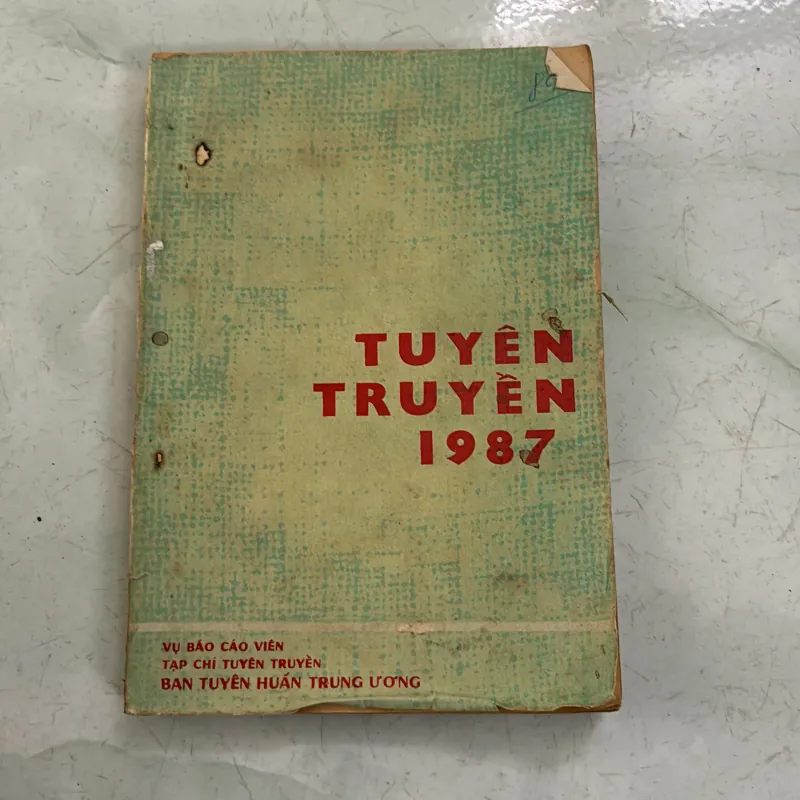 TUYÊN
TRUYỀN
1987
VỤ BÁO CÁO VIÊN
TẠP CHÍ TUYÊN TRUYỀN
BAN TUYÊN HUẤN TRUNG ƯƠNG